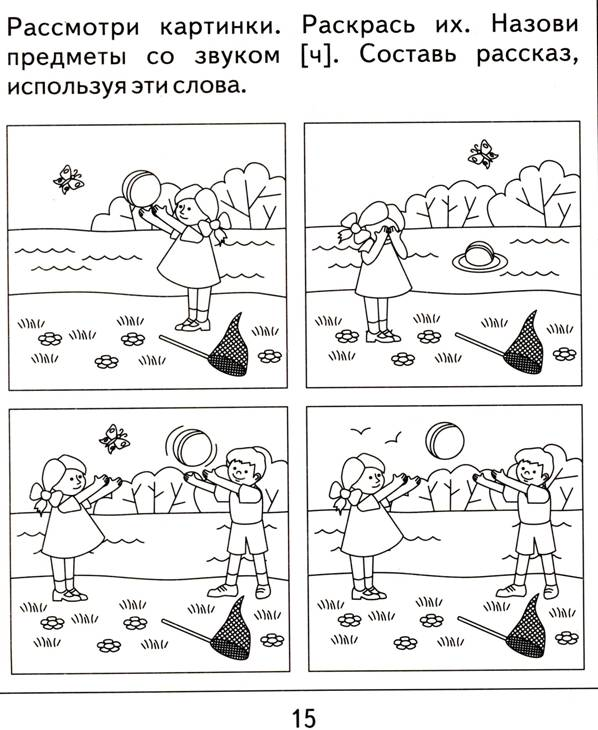 Рассмотри картинки. Раскрась их. Назови
предметы со звуком [ч]. Составь рассказ,
используя эти слова.
15